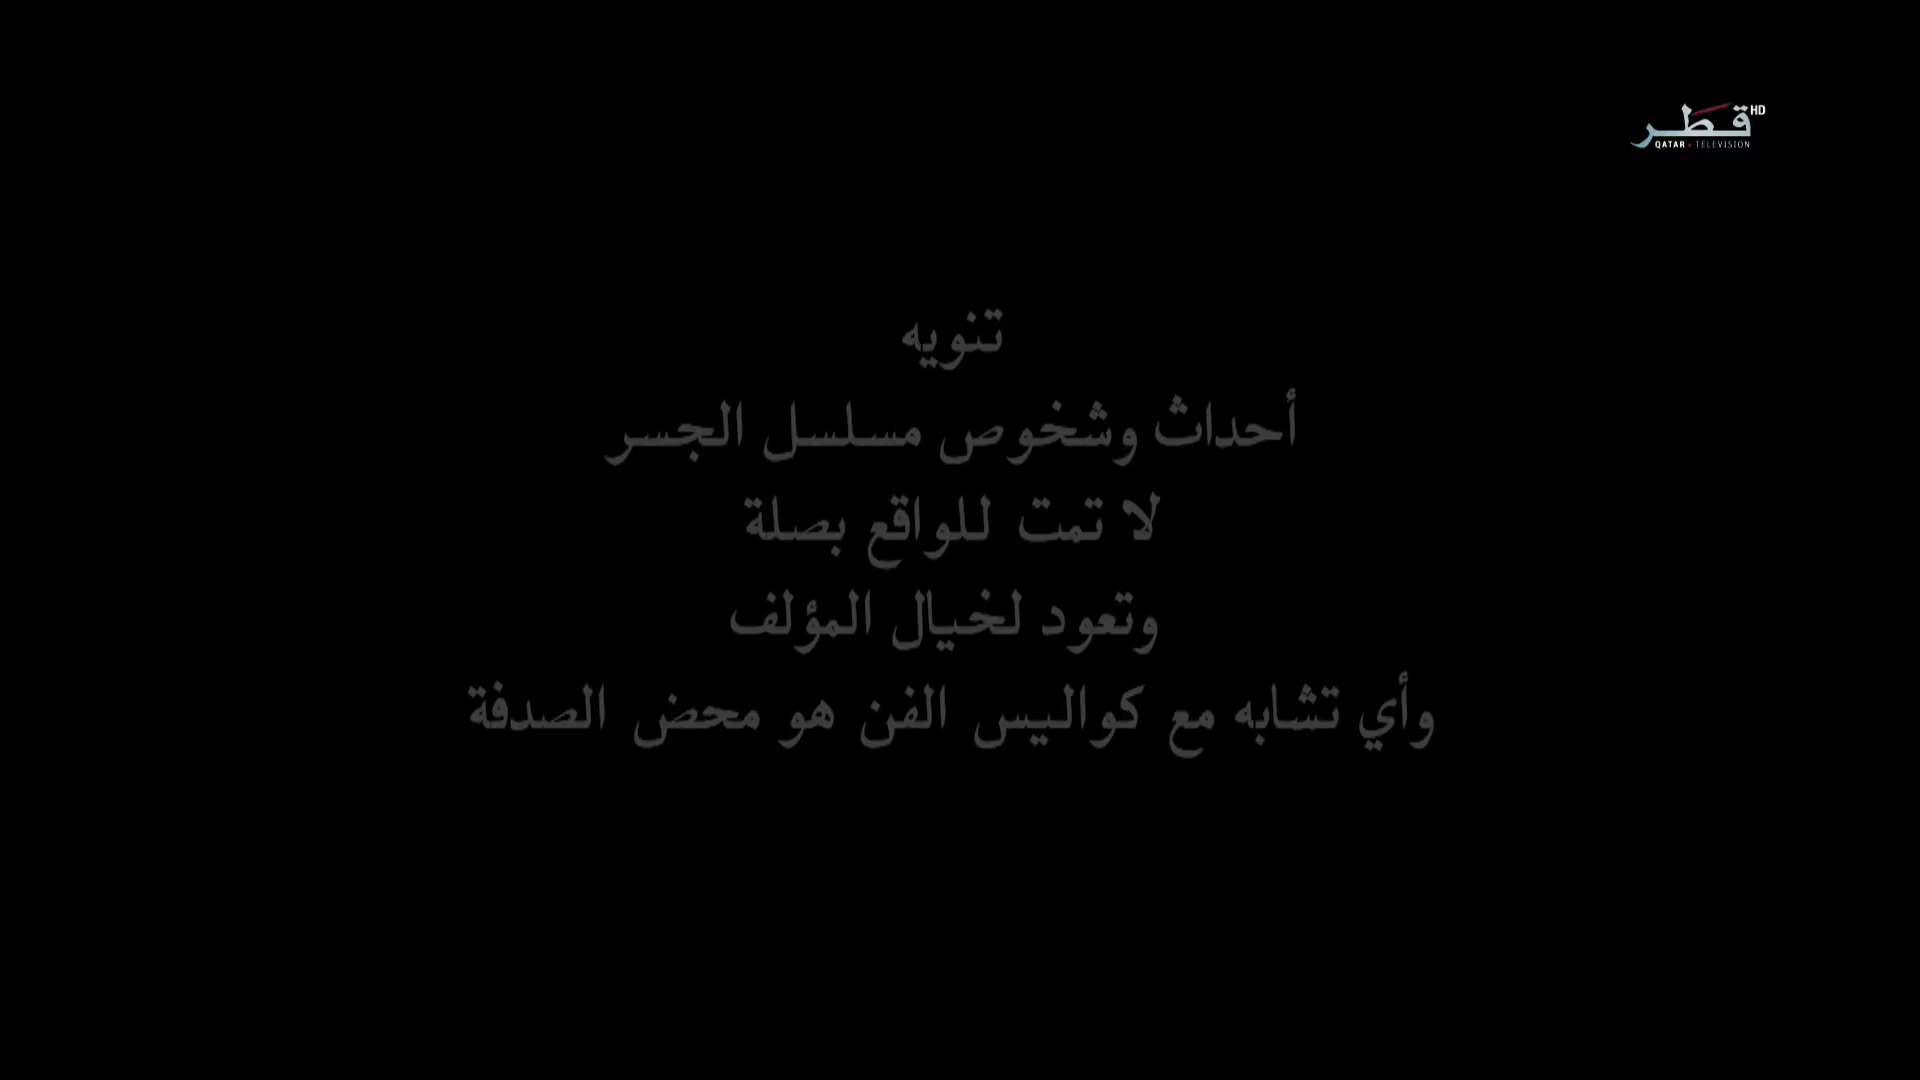 قطر HD
QATAR TELEVISION
تنويه
أحداث وشخوص مسلسل الجسر
لا تمت للواقع بصلة
وتعود لخيال المؤلف
وأي تشابه مع كواليس الفن هو محض الصدفة